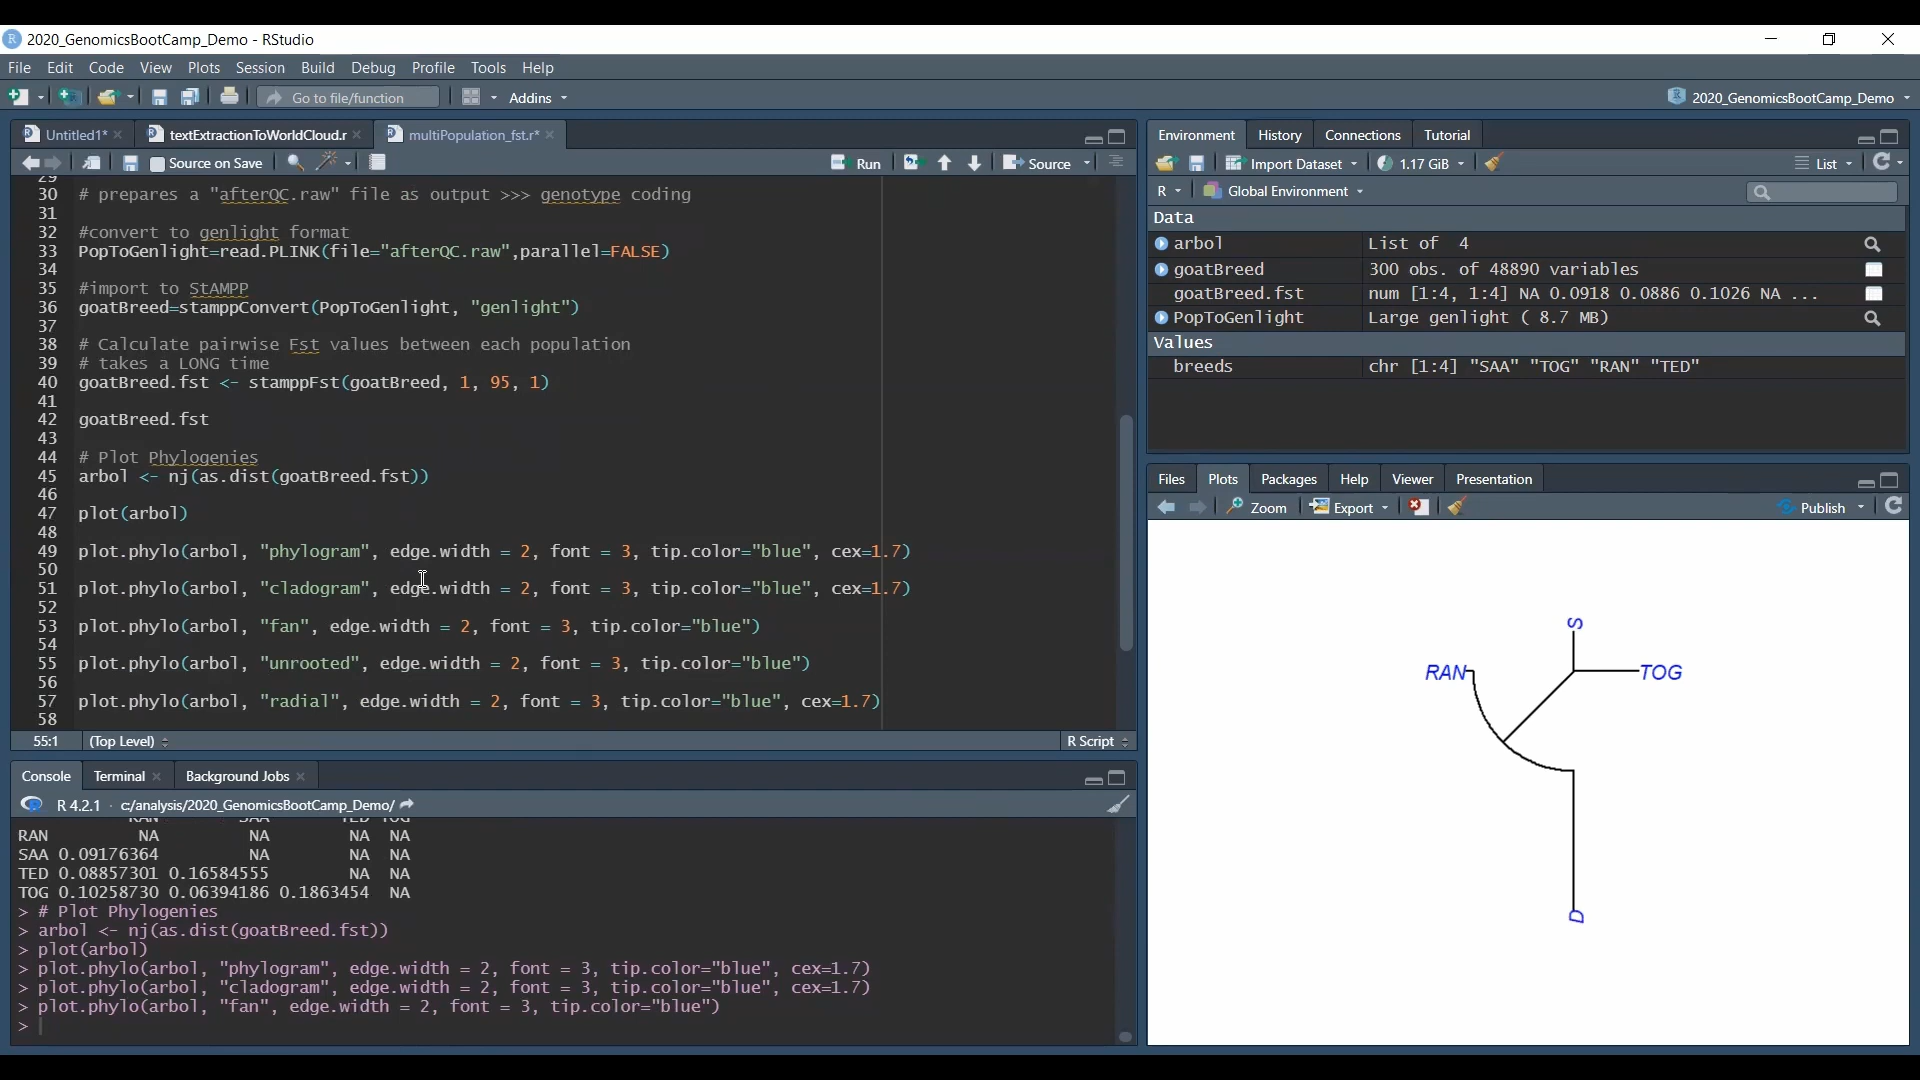 2020_GenomicsBootCamp_Demo - RStudio
File Edit Code View Plots Session Build Debug Profile Tools Help
Go to file/function Addins 2020_GenomicsBootCamp_Demo
Untitled1* textExtractionToWorldCloud.r multiPopulation_fst.r*
Source on Save Run Source
29
30 # prepares a "afterQC.raw" file as output >>> genotype coding
31
32 #convert to genlight format
33 PopToGenlight=read.PLINK(file="afterQC.raw",parallel=FALSE)
34
35 #import to StAMPP
36 goatBreed=stamppConvert(PopToGenlight, "genlight")
37
38 # Calculate pairwise Fst values between each population
39 # takes a LONG time
40 goatBreed.fst <- stamppFst(goatBreed, 1, 95, 1)
41
42 goatBreed.fst
43
44 # Plot Phylogenies
45 arbol <- nj(as.dist(goatBreed.fst))
46
47 plot(arbol)
48
49 plot.phylo(arbol, "phylogram", edge.width = 2, font = 3, tip.color="blue", cex=1.7)
50
51 plot.phylo(arbol, "cladogram", edge.width = 2, font = 3, tip.color="blue", cex=1.7)
52
53 plot.phylo(arbol, "fan", edge.width = 2, font = 3, tip.color="blue")
54
55 plot.phylo(arbol, "unrooted", edge.width = 2, font = 3, tip.color="blue")
56
57 plot.phylo(arbol, "radial", edge.width = 2, font = 3, tip.color="blue", cex=1.7)
58
55:1 (Top Level) R Script
Console Terminal Background Jobs
R 4.2.1 · c:/analysis/2020_GenomicsBootCamp_Demo/
RAN SAA TED TOG
RAN NA NA NA NA
SAA 0.09176364 NA NA NA
TED 0.08857301 0.16584555 NA NA
TOG 0.10258730 0.06394186 0.1863454 NA
> # Plot Phylogenies
> arbol <- nj(as.dist(goatBreed.fst))
> plot(arbol)
> plot.phylo(arbol, "phylogram", edge.width = 2, font = 3, tip.color="blue", cex=1.7)
> plot.phylo(arbol, "cladogram", edge.width = 2, font = 3, tip.color="blue", cex=1.7)
> plot.phylo(arbol, "fan", edge.width = 2, font = 3, tip.color="blue")
>
Environment History Connections Tutorial
Import Dataset 1.17 GiB List
R Global Environment
Data
arbol List of 4
goatBreed 300 obs. of 48890 variables
goatBreed.fst num [1:4, 1:4] NA 0.0918 0.0886 0.1026 NA ...
PopToGenlight Large genlight ( 8.7 MB)
Values
breeds chr [1:4] "SAA" "TOG" "RAN" "TED"
Files Plots Packages Help Viewer Presentation
Zoom Export Publish
S
RAN TOG
D